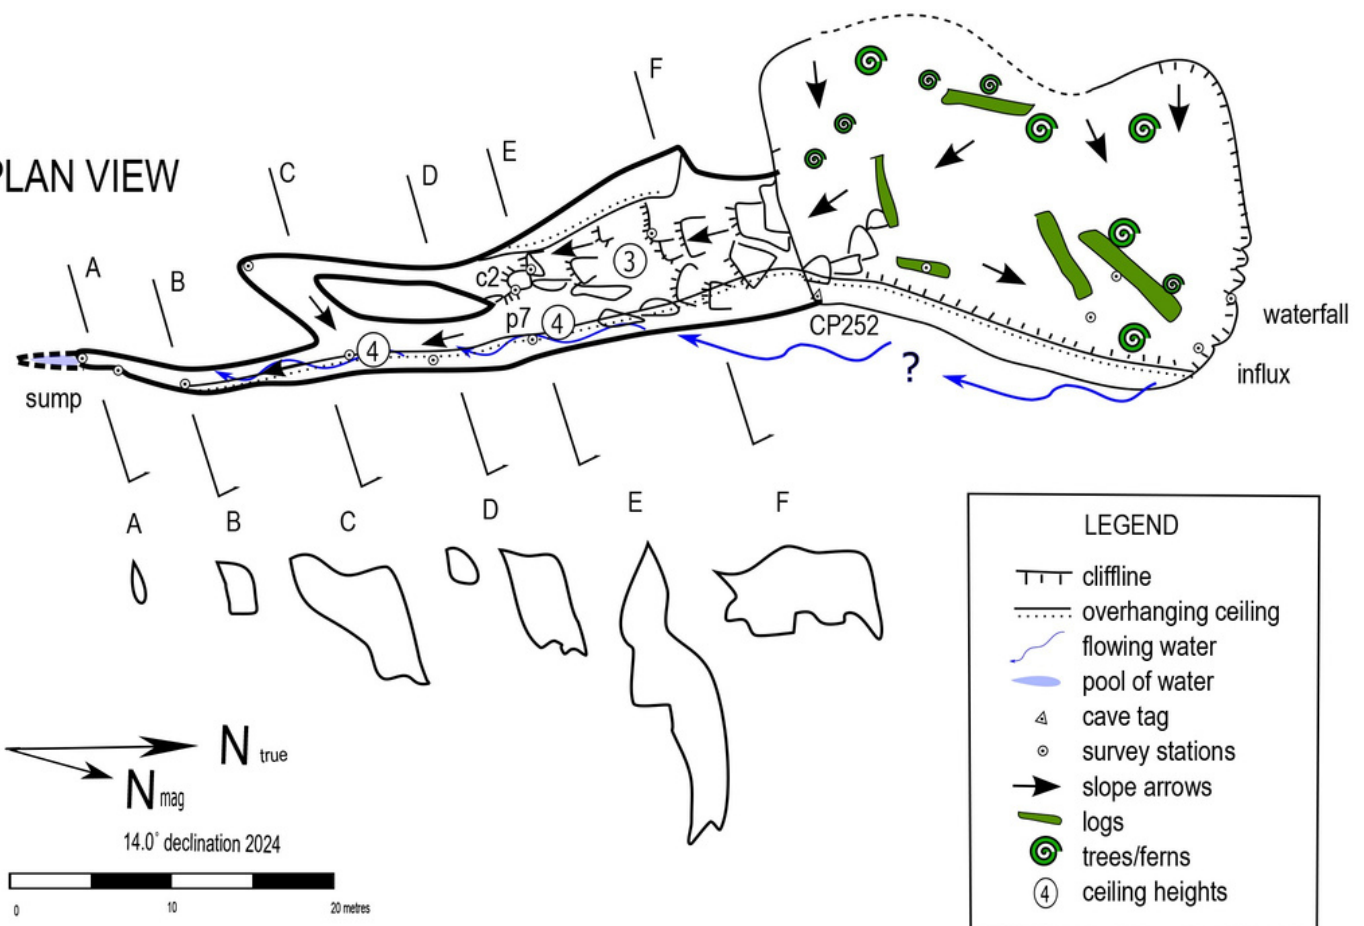 PLAN VIEW
A
B
C
D
E
F
c2
p7
3
4
4
CP252
?
waterfall
influx
sump
A
B
C
D
E
F
N true
N mag
14.0° declination 2024
0 10 20 metres
LEGEND
cliffline
overhanging ceiling
flowing water
pool of water
cave tag
survey stations
slope arrows
logs
trees/ferns
4 ceiling heights